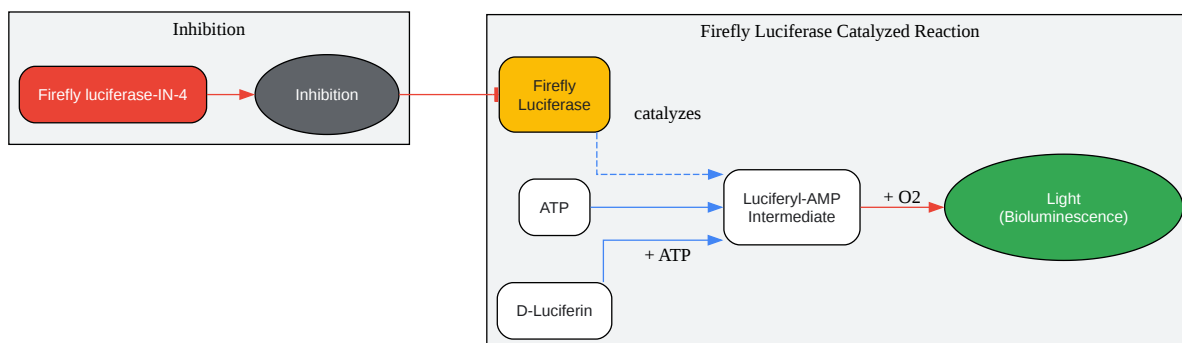 Inhibition
Firefly luciferase-IN-4
Inhibition
Firefly Luciferase Catalyzed Reaction
Firefly
Luciferase
catalyzes
ATP
Luciferyl-AMP
Intermediate
+ O2
Light
(Bioluminescence)
+ ATP
D-Luciferin